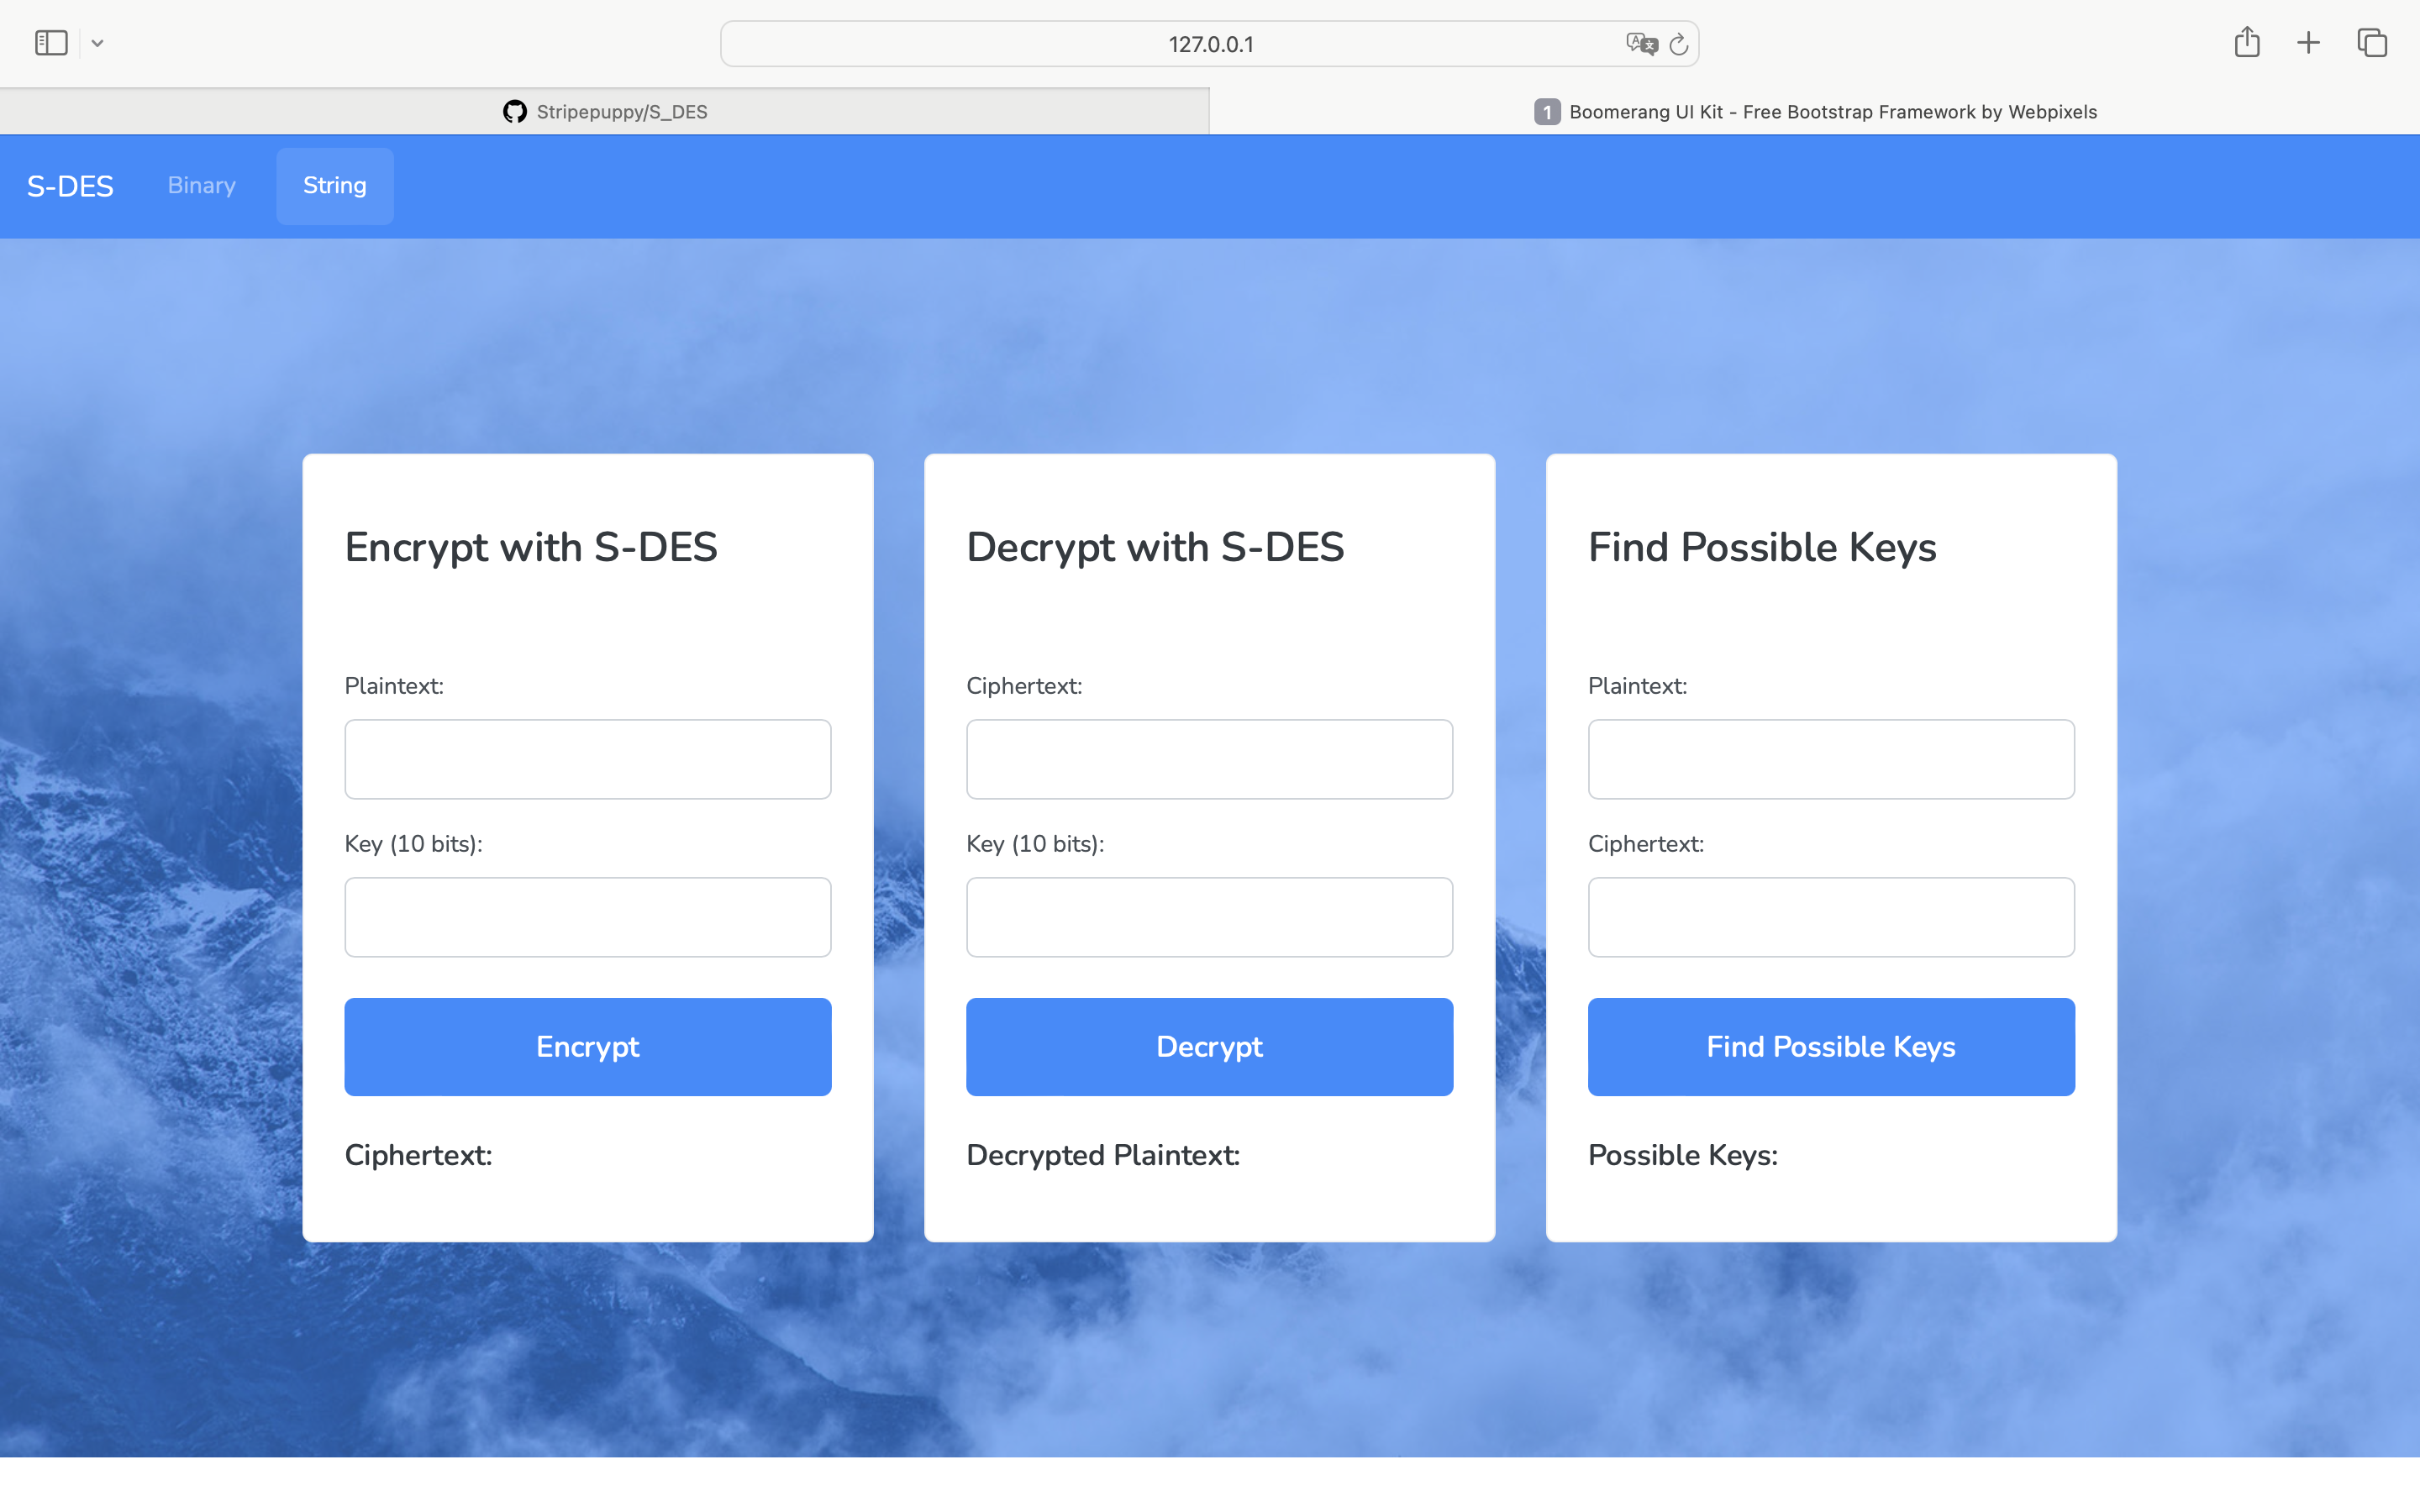 127.0.0.1
Stripepuppy/S_DES
1 Boomerang UI Kit - Free Bootstrap Framework by Webpixels
S-DES Binary String
Encrypt with S-DES
Plaintext:
Key (10 bits):
Encrypt
Ciphertext:
Decrypt with S-DES
Ciphertext:
Key (10 bits):
Decrypt
Decrypted Plaintext:
Find Possible Keys
Plaintext:
Ciphertext:
Find Possible Keys
Possible Keys: